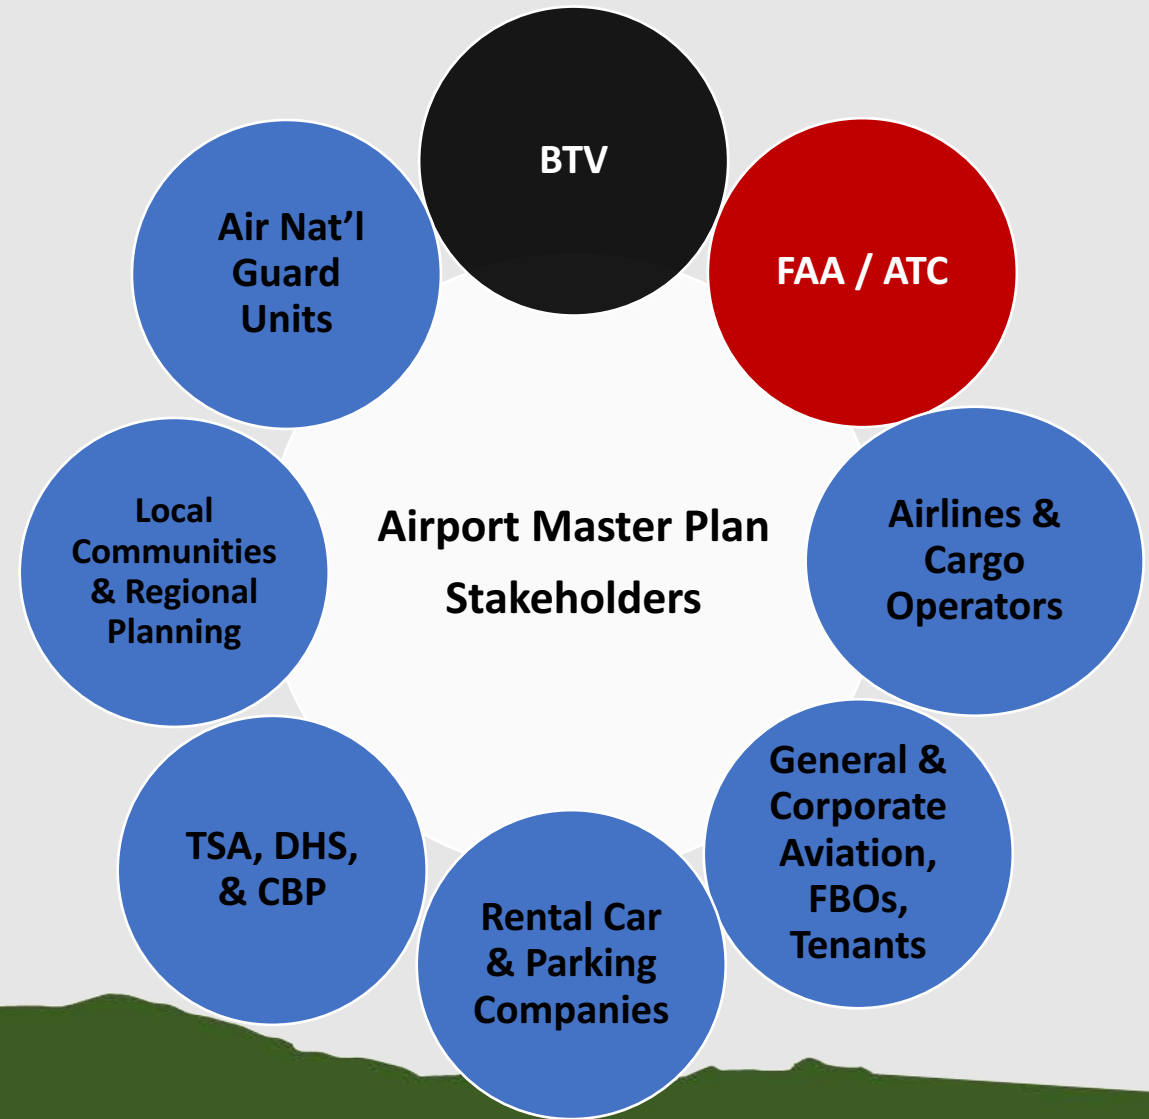 BTV
FAA / ATC
Airlines &
Cargo
Operators
General &
Corporate
Aviation,
FBOs,
Tenants
Rental Car
& Parking
Companies
TSA, DHS,
& CBP
Local
Communities
& Regional
Planning
Air Nat’l
Guard
Units
Airport Master Plan
Stakeholders